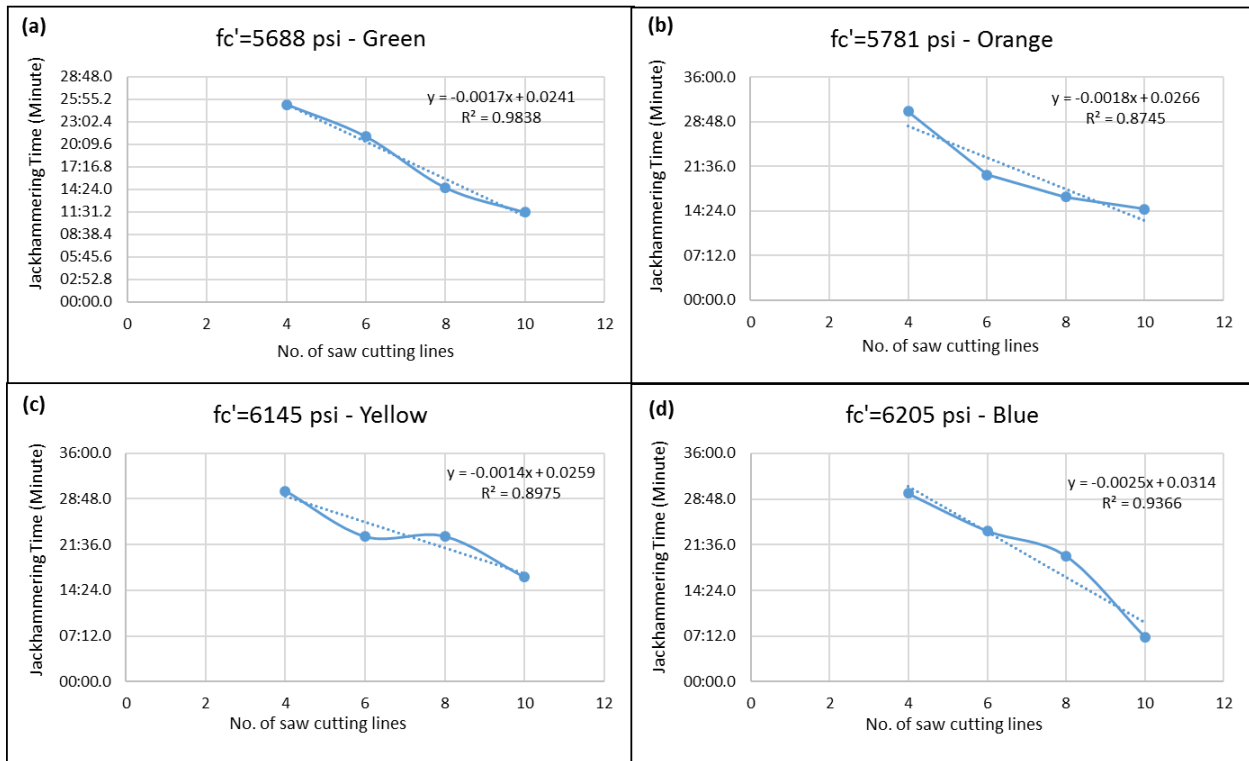 (a)
fc'=5688 psi - Green
Jackhammering Time (Minute)
28:48.0
25:55.2
23:02.4
20:09.6
17:16.8
14:24.0
11:31.2
08:38.4
05:45.6
02:52.8
00:00.0
y = -0.0017x + 0.0241
R² = 0.9838
0 2 4 6 8 10 12
No. of saw cutting lines
(b)
fc'=5781 psi - Orange
Jackhammering Time (Minute)
36:00.0
28:48.0
21:36.0
14:24.0
07:12.0
00:00.0
y = -0.0018x + 0.0266
R² = 0.8745
0 2 4 6 8 10 12
No. of saw cutting lines
(c)
fc'=6145 psi - Yellow
Jackhammering Time (Minute)
36:00.0
28:48.0
21:36.0
14:24.0
07:12.0
00:00.0
y = -0.0014x + 0.0259
R² = 0.8975
0 2 4 6 8 10 12
No. of saw cutting lines
(d)
fc'=6205 psi - Blue
Jackhammering Time (Minute)
36:00.0
28:48.0
21:36.0
14:24.0
07:12.0
00:00.0
y = -0.0025x + 0.0314
R² = 0.9366
0 2 4 6 8 10 12
No. of saw cutting lines